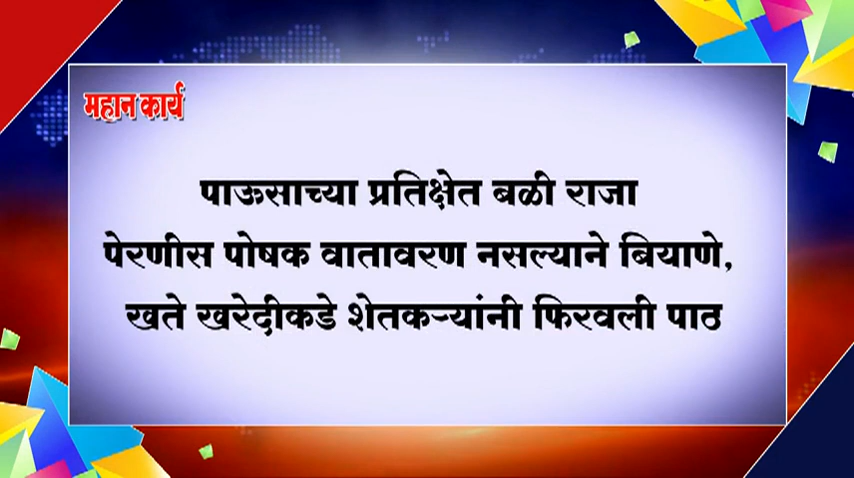 महान कार्य
पाऊसाच्या प्रतिक्षेत बळी राजा
पेरणीस पोषक वातावरण नसल्याने बियाणे,
खते खरेदीकडे शेतकऱ्यांनी फिरवली पाठ